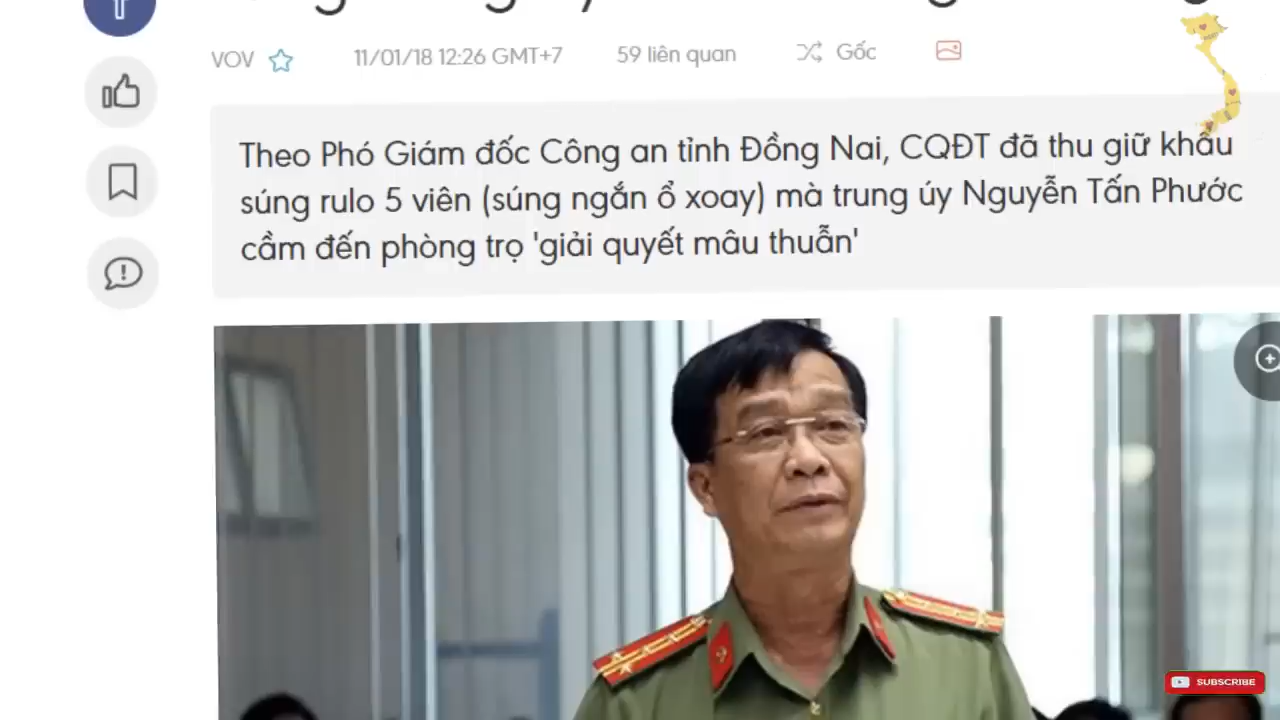 VOV 11/01/18 12:26 GMT+7 59 liên quan Gốc
Theo Phó Giám đốc Công an tỉnh Đồng Nai, CQĐT đã thu giữ khẩu
súng rulo 5 viên (súng ngắn ổ xoay) mà trung úy Nguyễn Tấn Phước
cầm đến phòng trọ 'giải quyết mâu thuẫn'
SUBSCRIBE